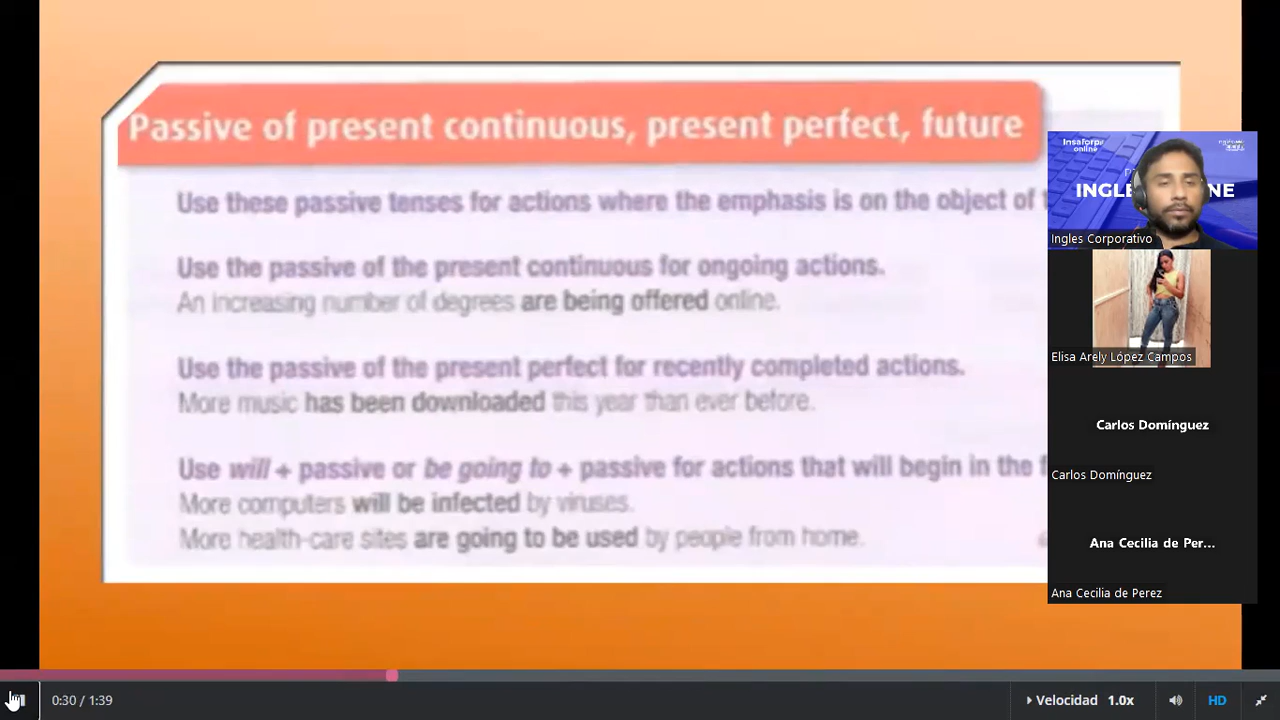 Passive of present continuous, present perfect, future
Use these passive tenses for actions where the emphasis is on the object of
Use the passive of the present continuous for ongoing actions.
An increasing number of degrees are being offered online.
Use the passive of the present perfect for recently completed actions.
More music has been downloaded this year than ever before.
Use will + passive or be going to + passive for actions that will begin in the
More computers will be infected by viruses.
More health-care sites are going to be used by people from home.
Insaforp
online
INGLE NE
Ingles Corporativo
Elisa Arely López Campos
Carlos Domínguez
Carlos Domínguez
Ana Cecilia de Per...
Ana Cecilia de Perez
0:30 / 1:39
Velocidad 1.0x
HD